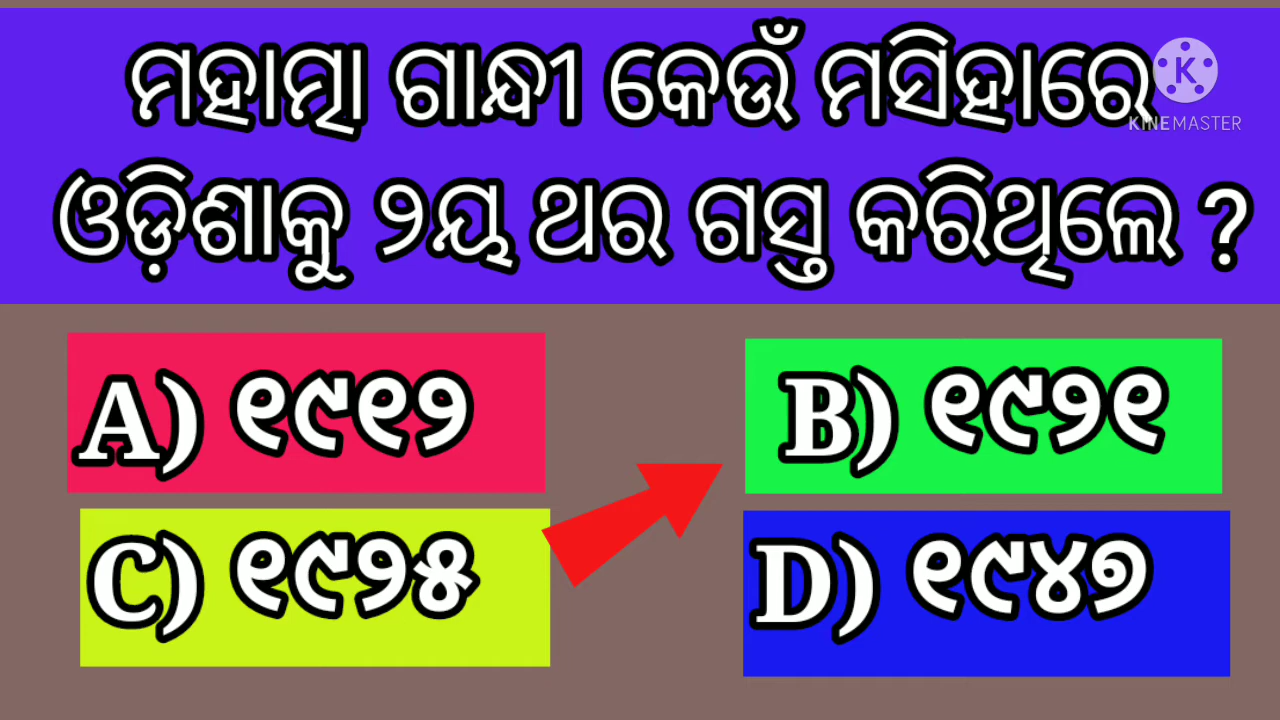 ମହାତ୍ମା ଗାନ୍ଧୀ କେଉଁ ମସିହାରେ
KINEMASTER
ଓଡ଼ିଶାକୁ ୨ୟ ଥର ଗସ୍ତ କରିଥିଲେ ?
A) ୧୯୧୨
B) ୧୯୨୧
C) ୧୯୨୫
D) ୧୯୪୭